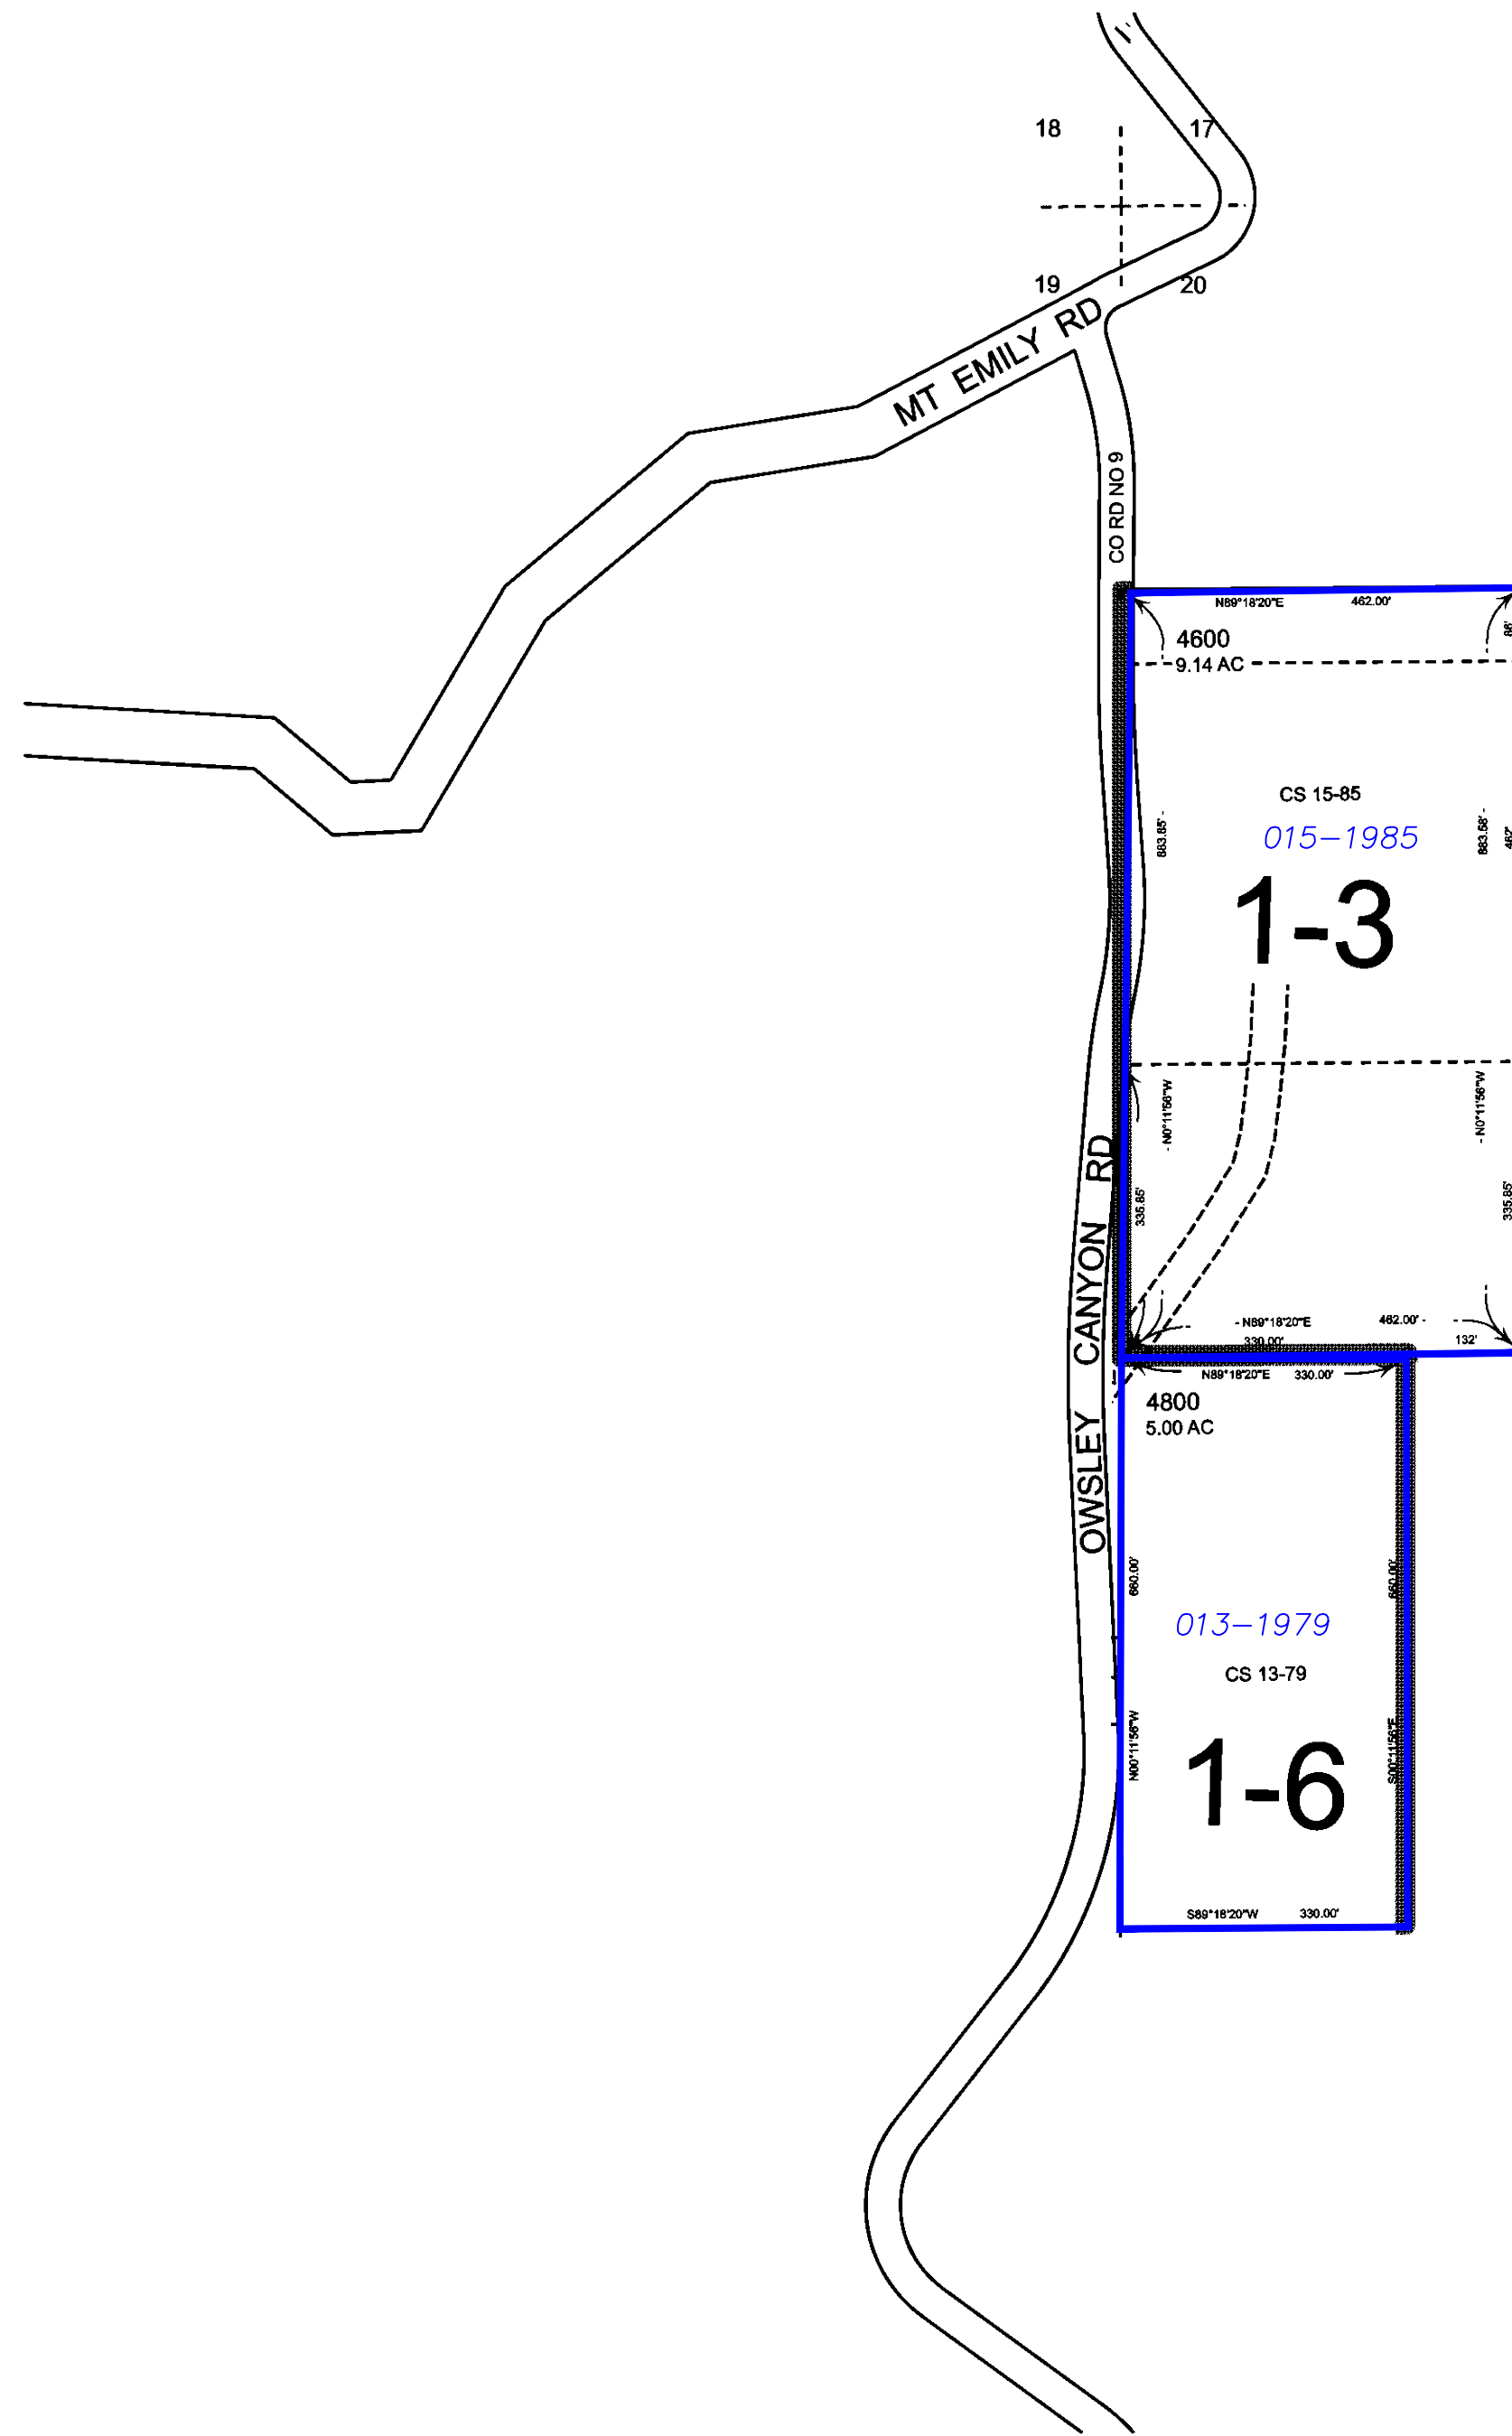 18
17
19
20
MT EMILY RD
CO RD NO 9
N89°18'20"E 462.00'
86'
4600
9.14 AC
CS 15-85
015-1985
883.85' -
883.68' -
462'
1-3
- N0°11'56"W
- N0°11'56"W
335.85'
335.85'
OWSLEY CANYON RD
- N89°18'20"E 462.00' -
330.00' 132'
N89°18'20"E 330.00'
4800
5.00 AC
660.00'
660.00'
013-1979
CS 13-79
N00°11'56"W
S00°11'56"E
1-6
S89°18'20"W 330.00'